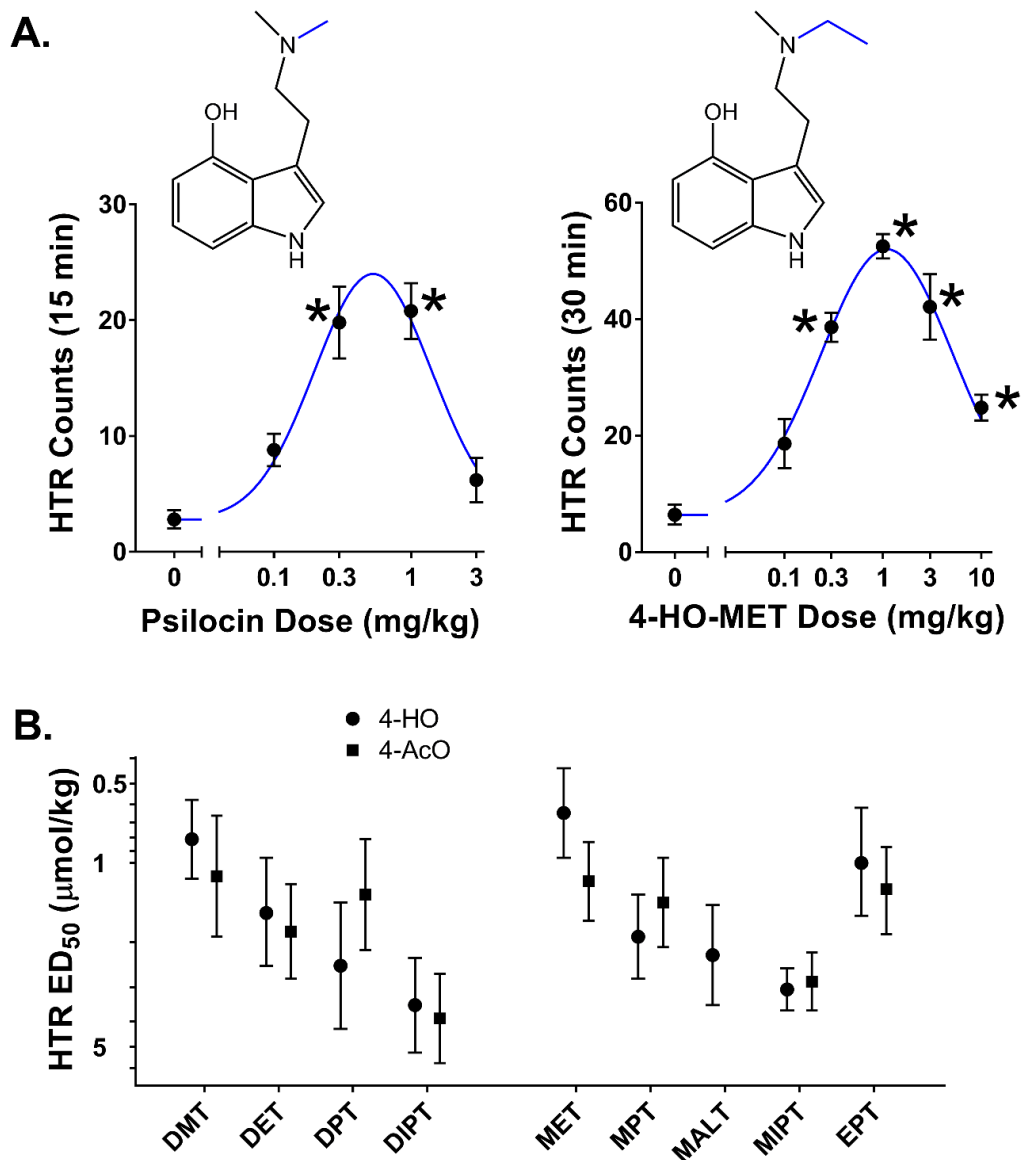 A.
N
N
OH
OH
N
H
N
H
HTR Counts (15 min)
30
20
10
0
0
0.1
0.3
1
3
Psilocin Dose (mg/kg)
*
*
HTR Counts (30 min)
60
40
20
0
0
0.1
0.3
1
3
10
4-HO-MET Dose (mg/kg)
*
*
*
*
B.
4-HO
4-AcO
HTR ED50 (μmol/kg)
0.5
1
5
DMT
DET
DPT
DIPT
MET
MPT
MALT
MIPT
EPT